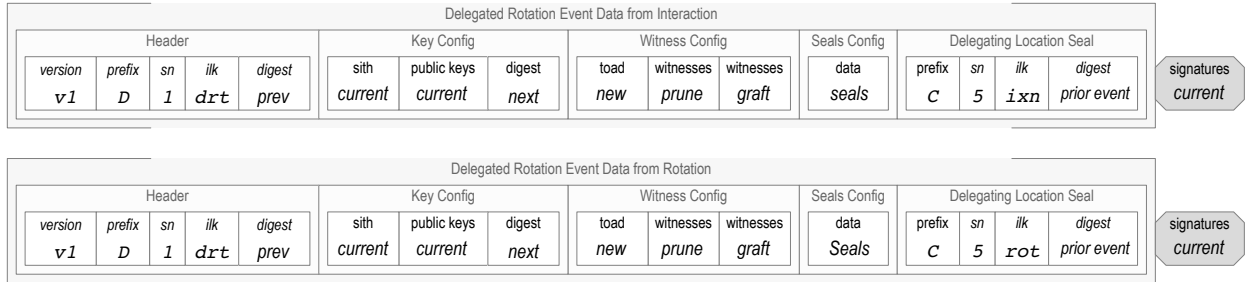 Delegated Rotation Event Data from Interaction
Header Key Config Witness Config Seals Config Delegating Location Seal
version prefix sn ilk digest sith public keys digest toad witnesses witnesses data prefix sn ilk digest signatures
v1 D 1 drt prev current current next new prune graft seals C 5 ixn prior event current
Delegated Rotation Event Data from Rotation
Header Key Config Witness Config Seals Config Delegating Location Seal
version prefix sn ilk digest sith public keys digest toad witnesses witnesses data prefix sn ilk digest signatures
v1 D 1 drt prev current current next new prune graft Seals C 5 rot prior event current